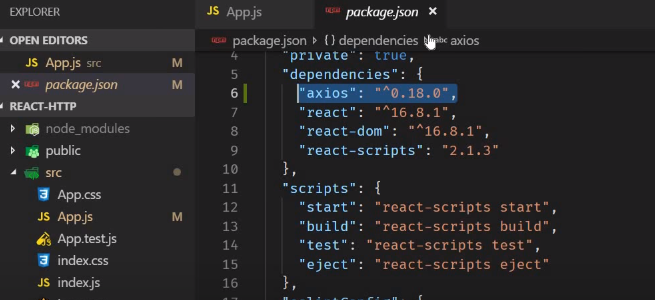 EXPLORER
OPEN EDITORS
App.js src M
package.json M
REACT-HTTP
node_modules
public
src
App.css
App.js M
App.test.js
index.css
index.js
App.js
package.json
package.json › {} dependencies › abc axios
4 "private": true,
5 "dependencies": {
6 "axios": "^0.18.0",
7 "react": "^16.8.1",
8 "react-dom": "^16.8.1",
9 "react-scripts": "2.1.3"
10 },
11 "scripts": {
12 "start": "react-scripts start",
13 "build": "react-scripts build",
14 "test": "react-scripts test",
15 "eject": "react-scripts eject"
16 },